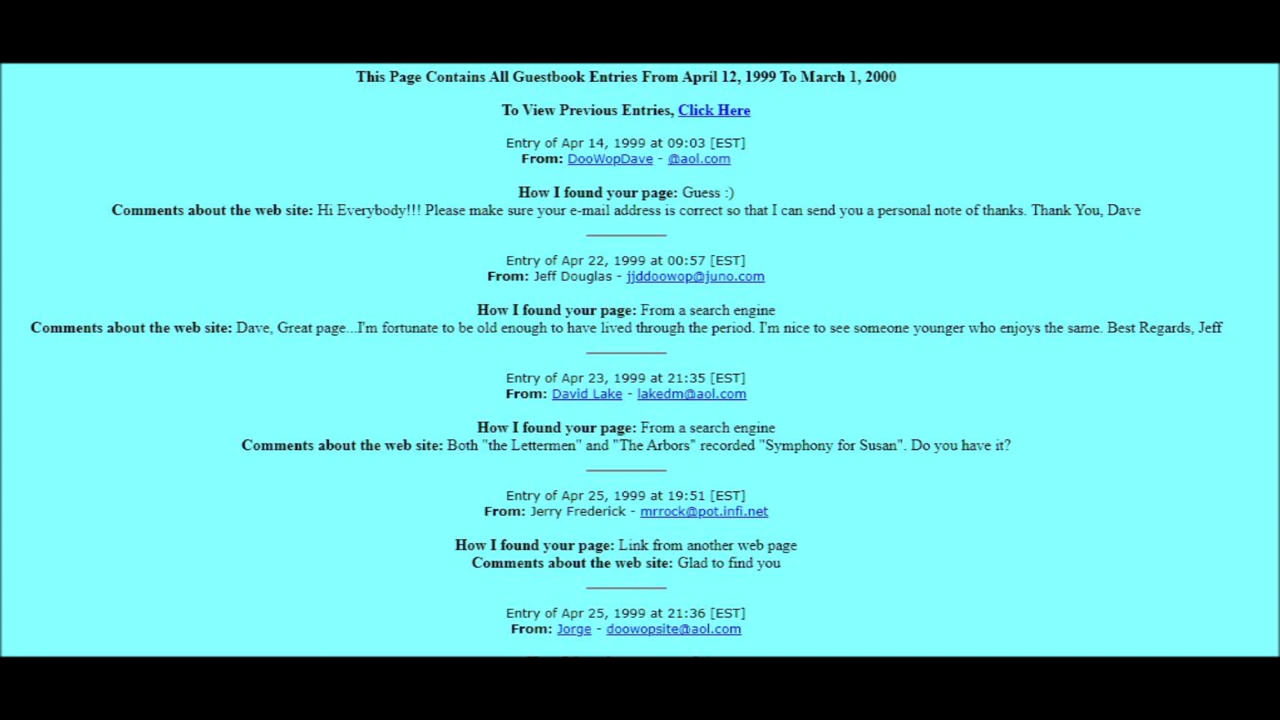 This Page Contains All Guestbook Entries From April 12, 1999 To March 1, 2000
To View Previous Entries, Click Here
Entry of Apr 14, 1999 at 09:03 [EST]
From: DooWopDave - @aol.com
How I found your page: Guess :)
Comments about the web site: Hi Everybody!!! Please make sure your e-mail address is correct so that I can send you a personal note of thanks. Thank You, Dave
Entry of Apr 22, 1999 at 00:57 [EST]
From: Jeff Douglas - jjddoowop@juno.com
How I found your page: From a search engine
Comments about the web site: Dave, Great page...I'm fortunate to be old enough to have lived through the period. I'm nice to see someone younger who enjoys the same. Best Regards, Jeff
Entry of Apr 23, 1999 at 21:35 [EST]
From: David Lake - lakedm@aol.com
How I found your page: From a search engine
Comments about the web site: Both "the Lettermen" and "The Arbors" recorded "Symphony for Susan". Do you have it?
Entry of Apr 25, 1999 at 19:51 [EST]
From: Jerry Frederick - mrrock@pot.infi.net
How I found your page: Link from another web page
Comments about the web site: Glad to find you
Entry of Apr 25, 1999 at 21:36 [EST]
From: Jorge - doowopsite@aol.com